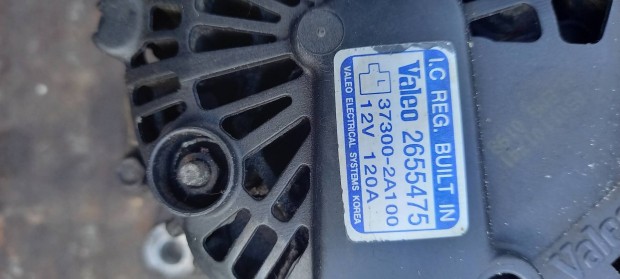 I.C REG. BUILT IN
Valeo 2655475
37300-2A100
12V 120A
VALEO ELECTRICAL SYSTEMS KOREA
Valeo